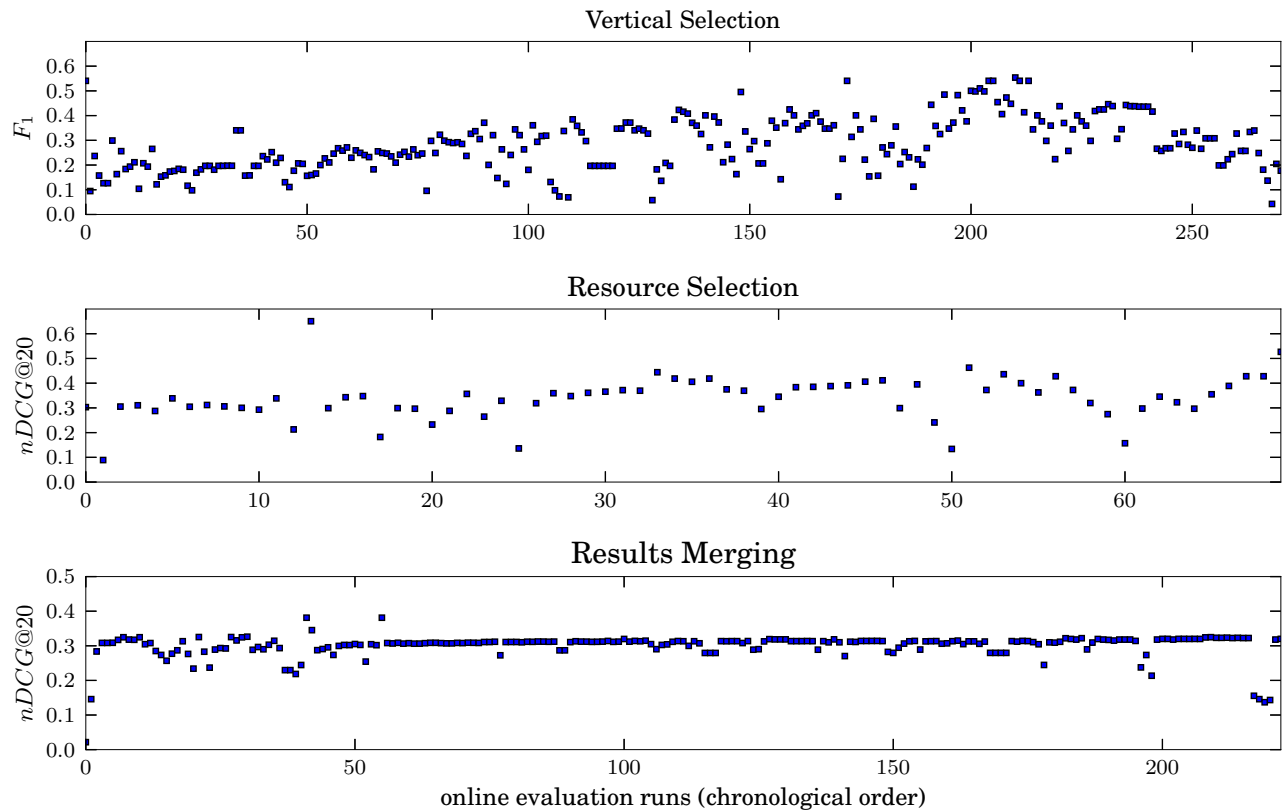 Vertical Selection
F1
0.6
0.5
0.4
0.3
0.2
0.1
0.0
0 50 100 150 200 250
Resource Selection
nDCG@20
0.6
0.5
0.4
0.3
0.2
0.1
0.0
0 10 20 30 40 50 60
Results Merging
nDCG@20
0.5
0.4
0.3
0.2
0.1
0.0
0 50 100 150 200
online evaluation runs (chronological order)